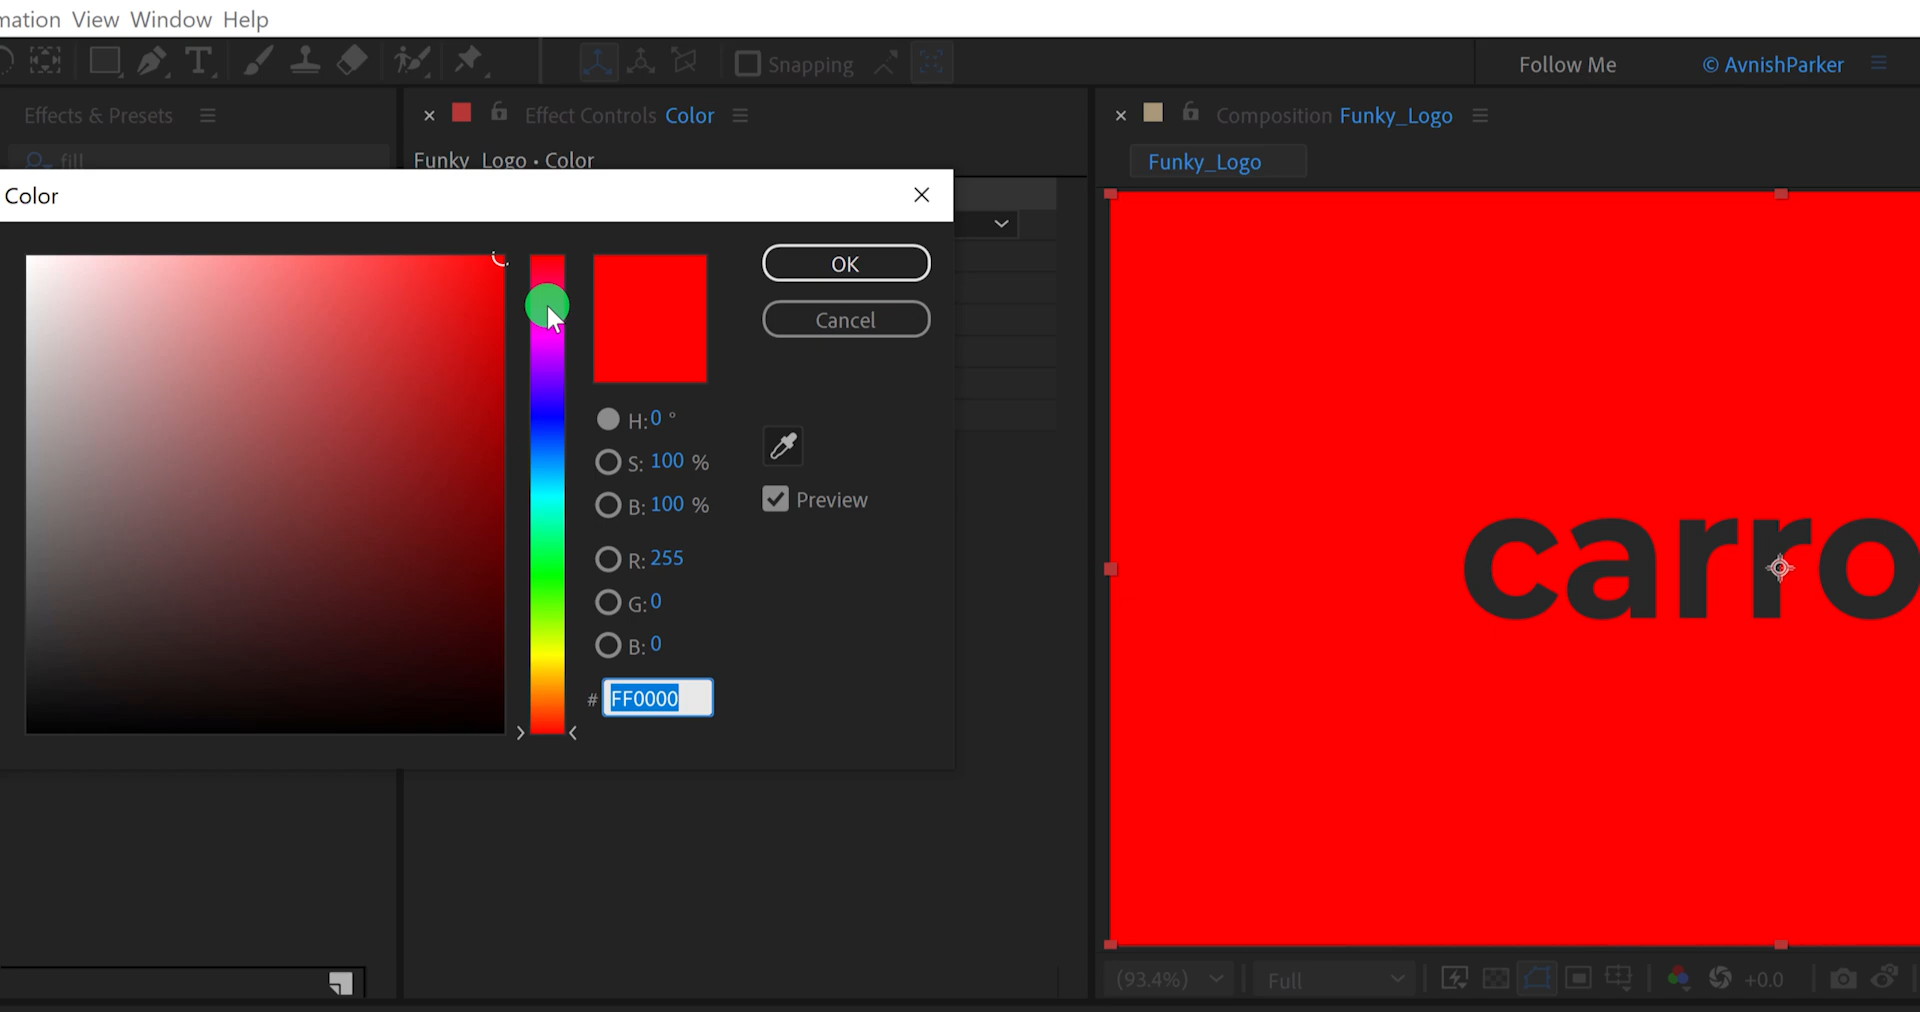 mation View Window Help
Snapping
Follow Me
© AvnishParker
Effects & Presets
Effect Controls Color
Composition Funky_Logo
fill
Funky_Logo • Color
Funky_Logo
Color
OK
Cancel
H: 0 °
S: 100 %
B: 100 %
Preview
R: 255
G: 0
B: 0
# FF0000
carro
(93.4%)
Full
+0.0